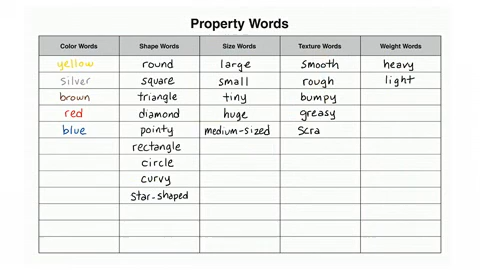 Property Words
Color Words Shape Words Size Words Texture Words Weight Words
yellow round large smooth heavy
silver square small rough light
brown triangle tiny bumpy
red diamond huge greasy
blue pointy medium-sized scra
rectangle
circle
curvy
star-shaped